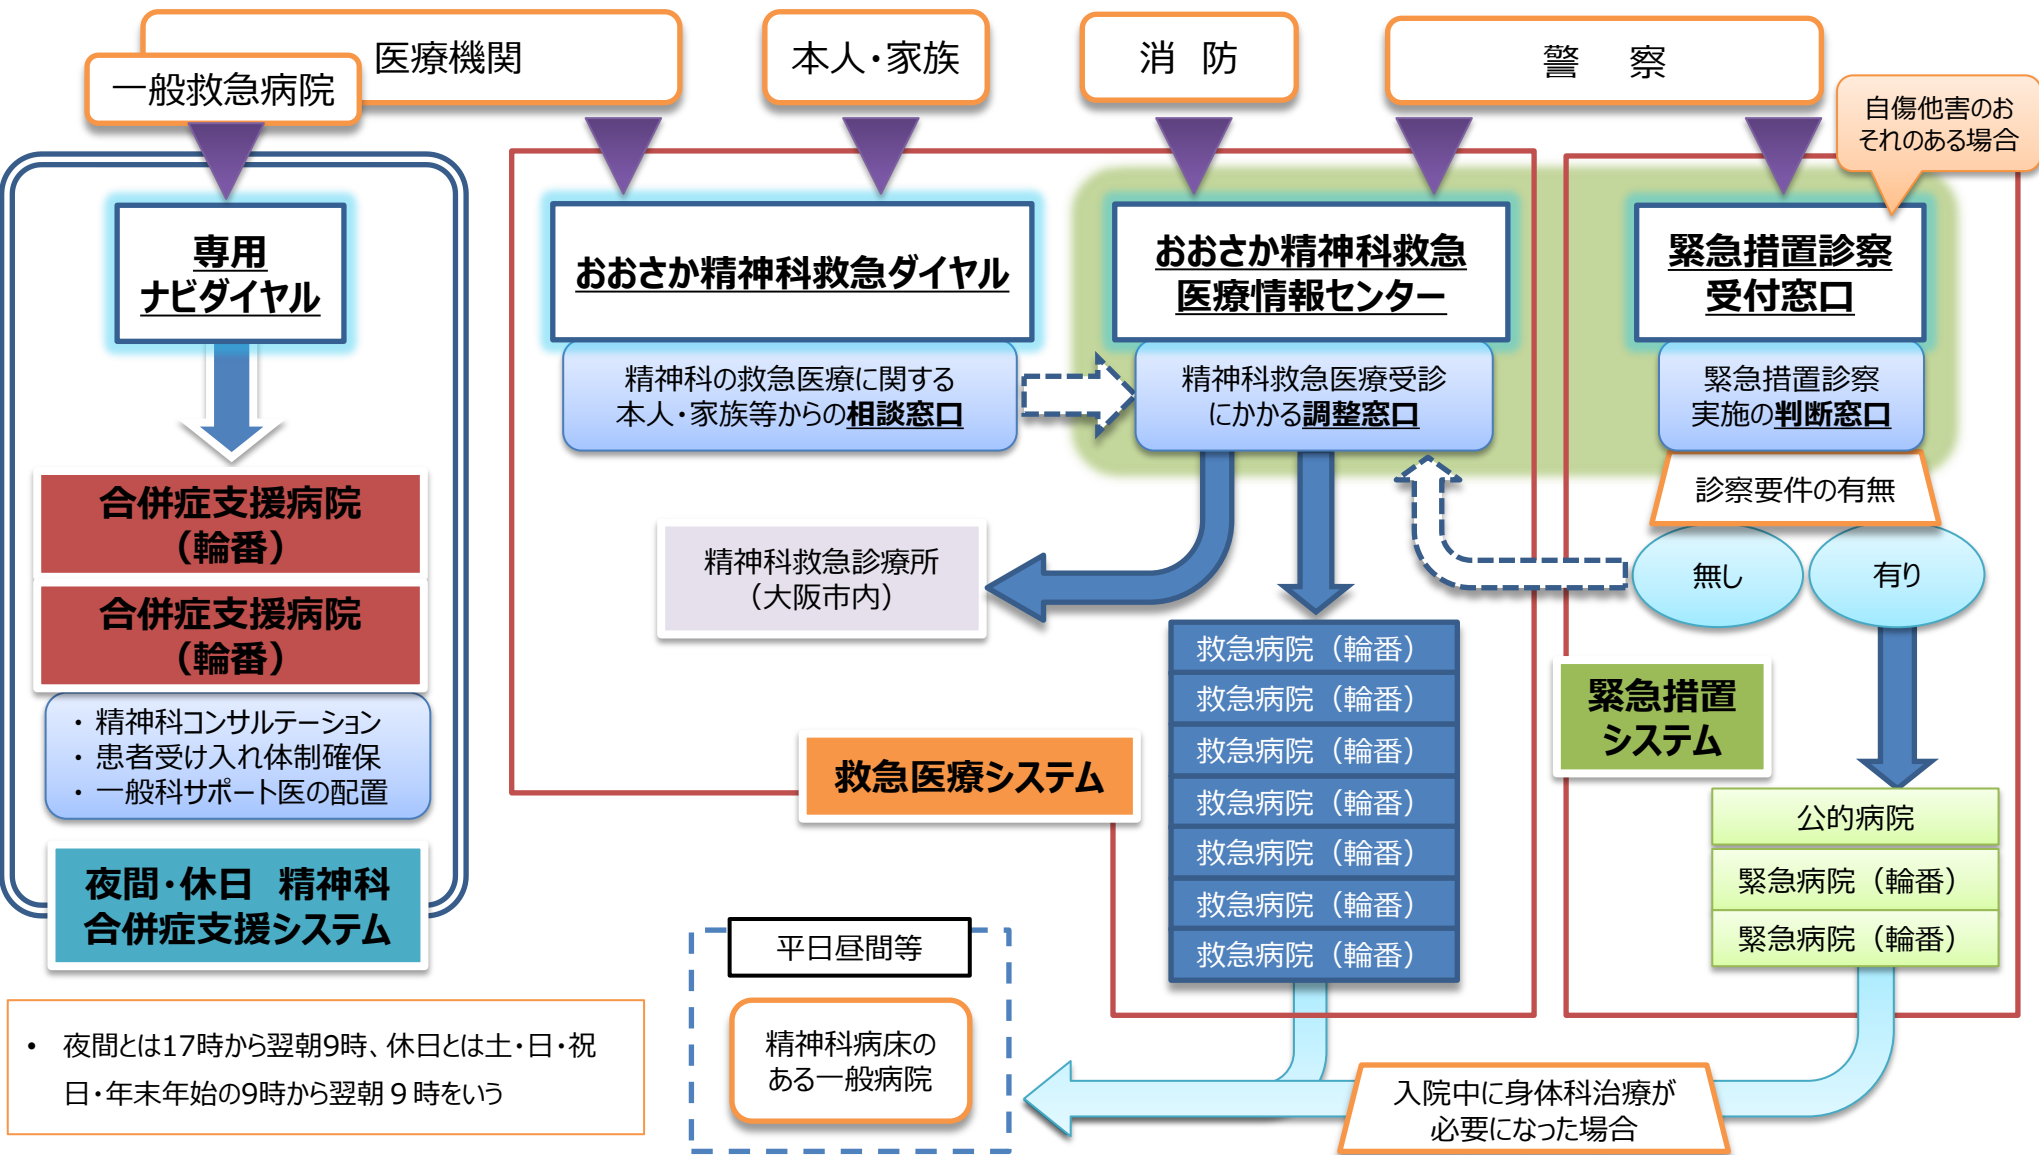 医療機関
一般救急病院
本人・家族
消 防
警 察
自傷他害のお
それのある場合
専用
ナビダイヤル
おおさか精神科救急ダイヤル
おおさか精神科救急
医療情報センター
緊急措置診察
受付窓口
精神科の救急医療に関する
本人・家族等からの相談窓口
精神科救急医療受診
にかかる調整窓口
緊急措置診察
実施の判断窓口
診察要件の有無
無し
有り
合併症支援病院
（輪番）
合併症支援病院
（輪番）
・精神科コンサルテーション
・患者受け入れ体制確保
・一般科サポート医の配置
夜間・休日 精神科
合併症支援システム
精神科救急診療所
（大阪市内）
救急病院（輪番）
救急病院（輪番）
救急病院（輪番）
救急病院（輪番）
救急病院（輪番）
救急病院（輪番）
救急病院（輪番）
救急医療システム
緊急措置
システム
公的病院
緊急病院（輪番）
緊急病院（輪番）
平日昼間等
精神科病床の
ある一般病院
入院中に身体科治療が
必要になった場合
• 夜間とは17時から翌朝9時、休日とは土・日・祝
日・年末年始の9時から翌朝９時をいう